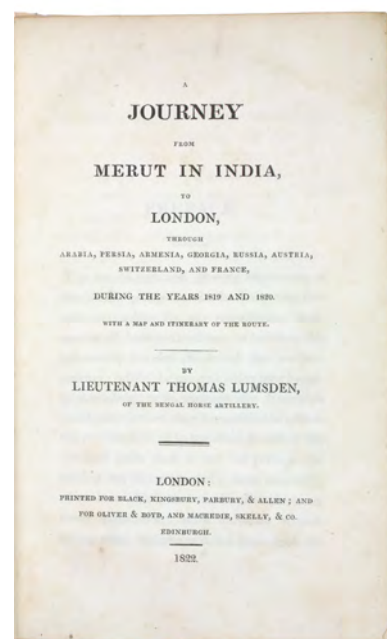 A
JOURNEY
FROM
MERUT IN INDIA,
TO
LONDON,
THROUGH
ARABIA, PERSIA, ARMENIA, GEORGIA, RUSSIA, AUSTRIA,
SWITZERLAND, AND FRANCE,
DURING THE YEARS 1819 AND 1820.
WITH A MAP AND ITINERARY OF THE ROUTE.
BY
LIEUTENANT THOMAS LUMSDEN,
OF THE BENGAL HORSE ARTILLERY.
LONDON:
PRINTED FOR BLACK, KINGSBURY, PARBURY, & ALLEN; AND
FOR OLIVER & BOYD, AND MACREDIE, SKELLY, & CO.
EDINBURGH.
1822.